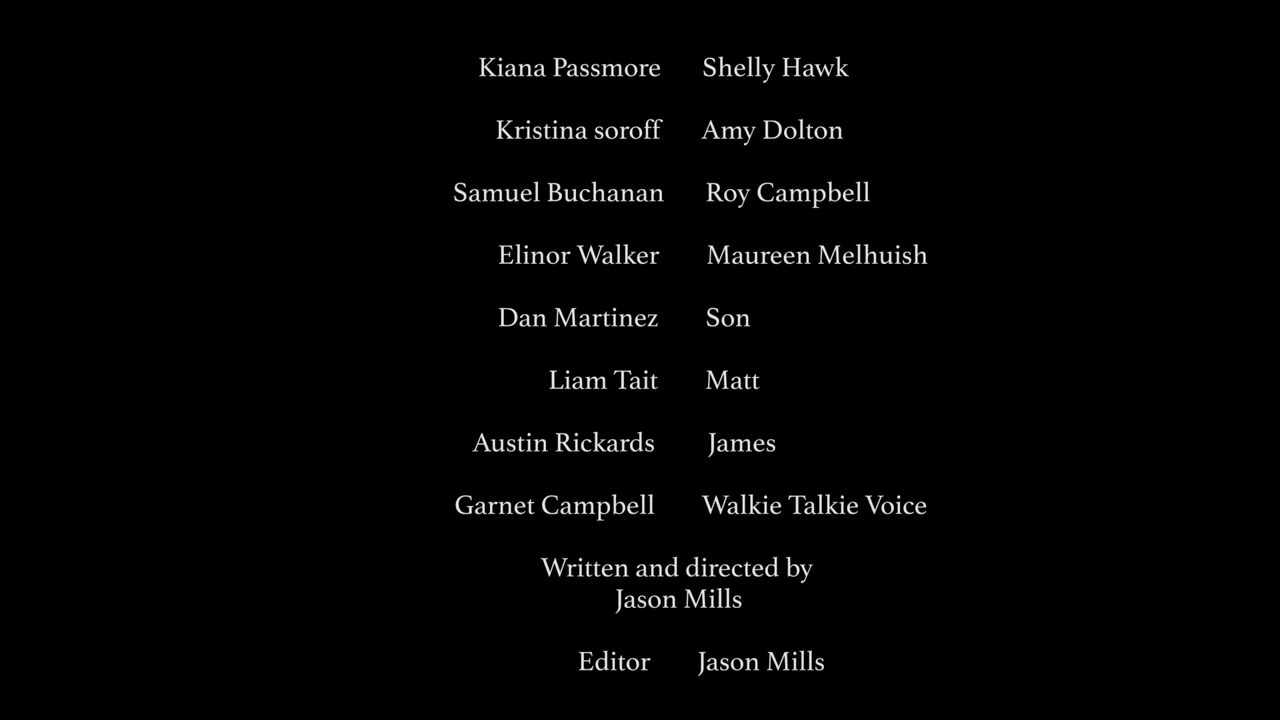 Kiana Passmore Shelly Hawk
Kristina soroff Amy Dolton
Samuel Buchanan Roy Campbell
Elinor Walker Maureen Melhuish
Dan Martinez Son
Liam Tait Matt
Austin Rickards James
Garnet Campbell Walkie Talkie Voice
Written and directed by
Jason Mills
Editor Jason Mills